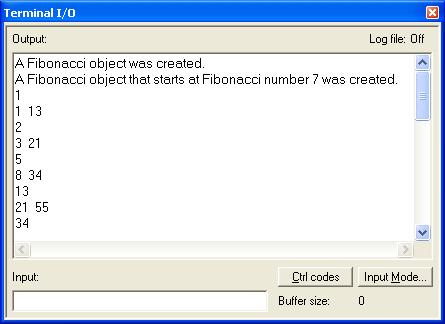 Terminal I/O
Output: Log file: Off
A Fibonacci object was created.
A Fibonacci object that starts at Fibonacci number 7 was created.
1
1 13
2
3 21
5
8 34
13
21 55
34
Input: Ctrl codes Input Mode...
Buffer size: 0